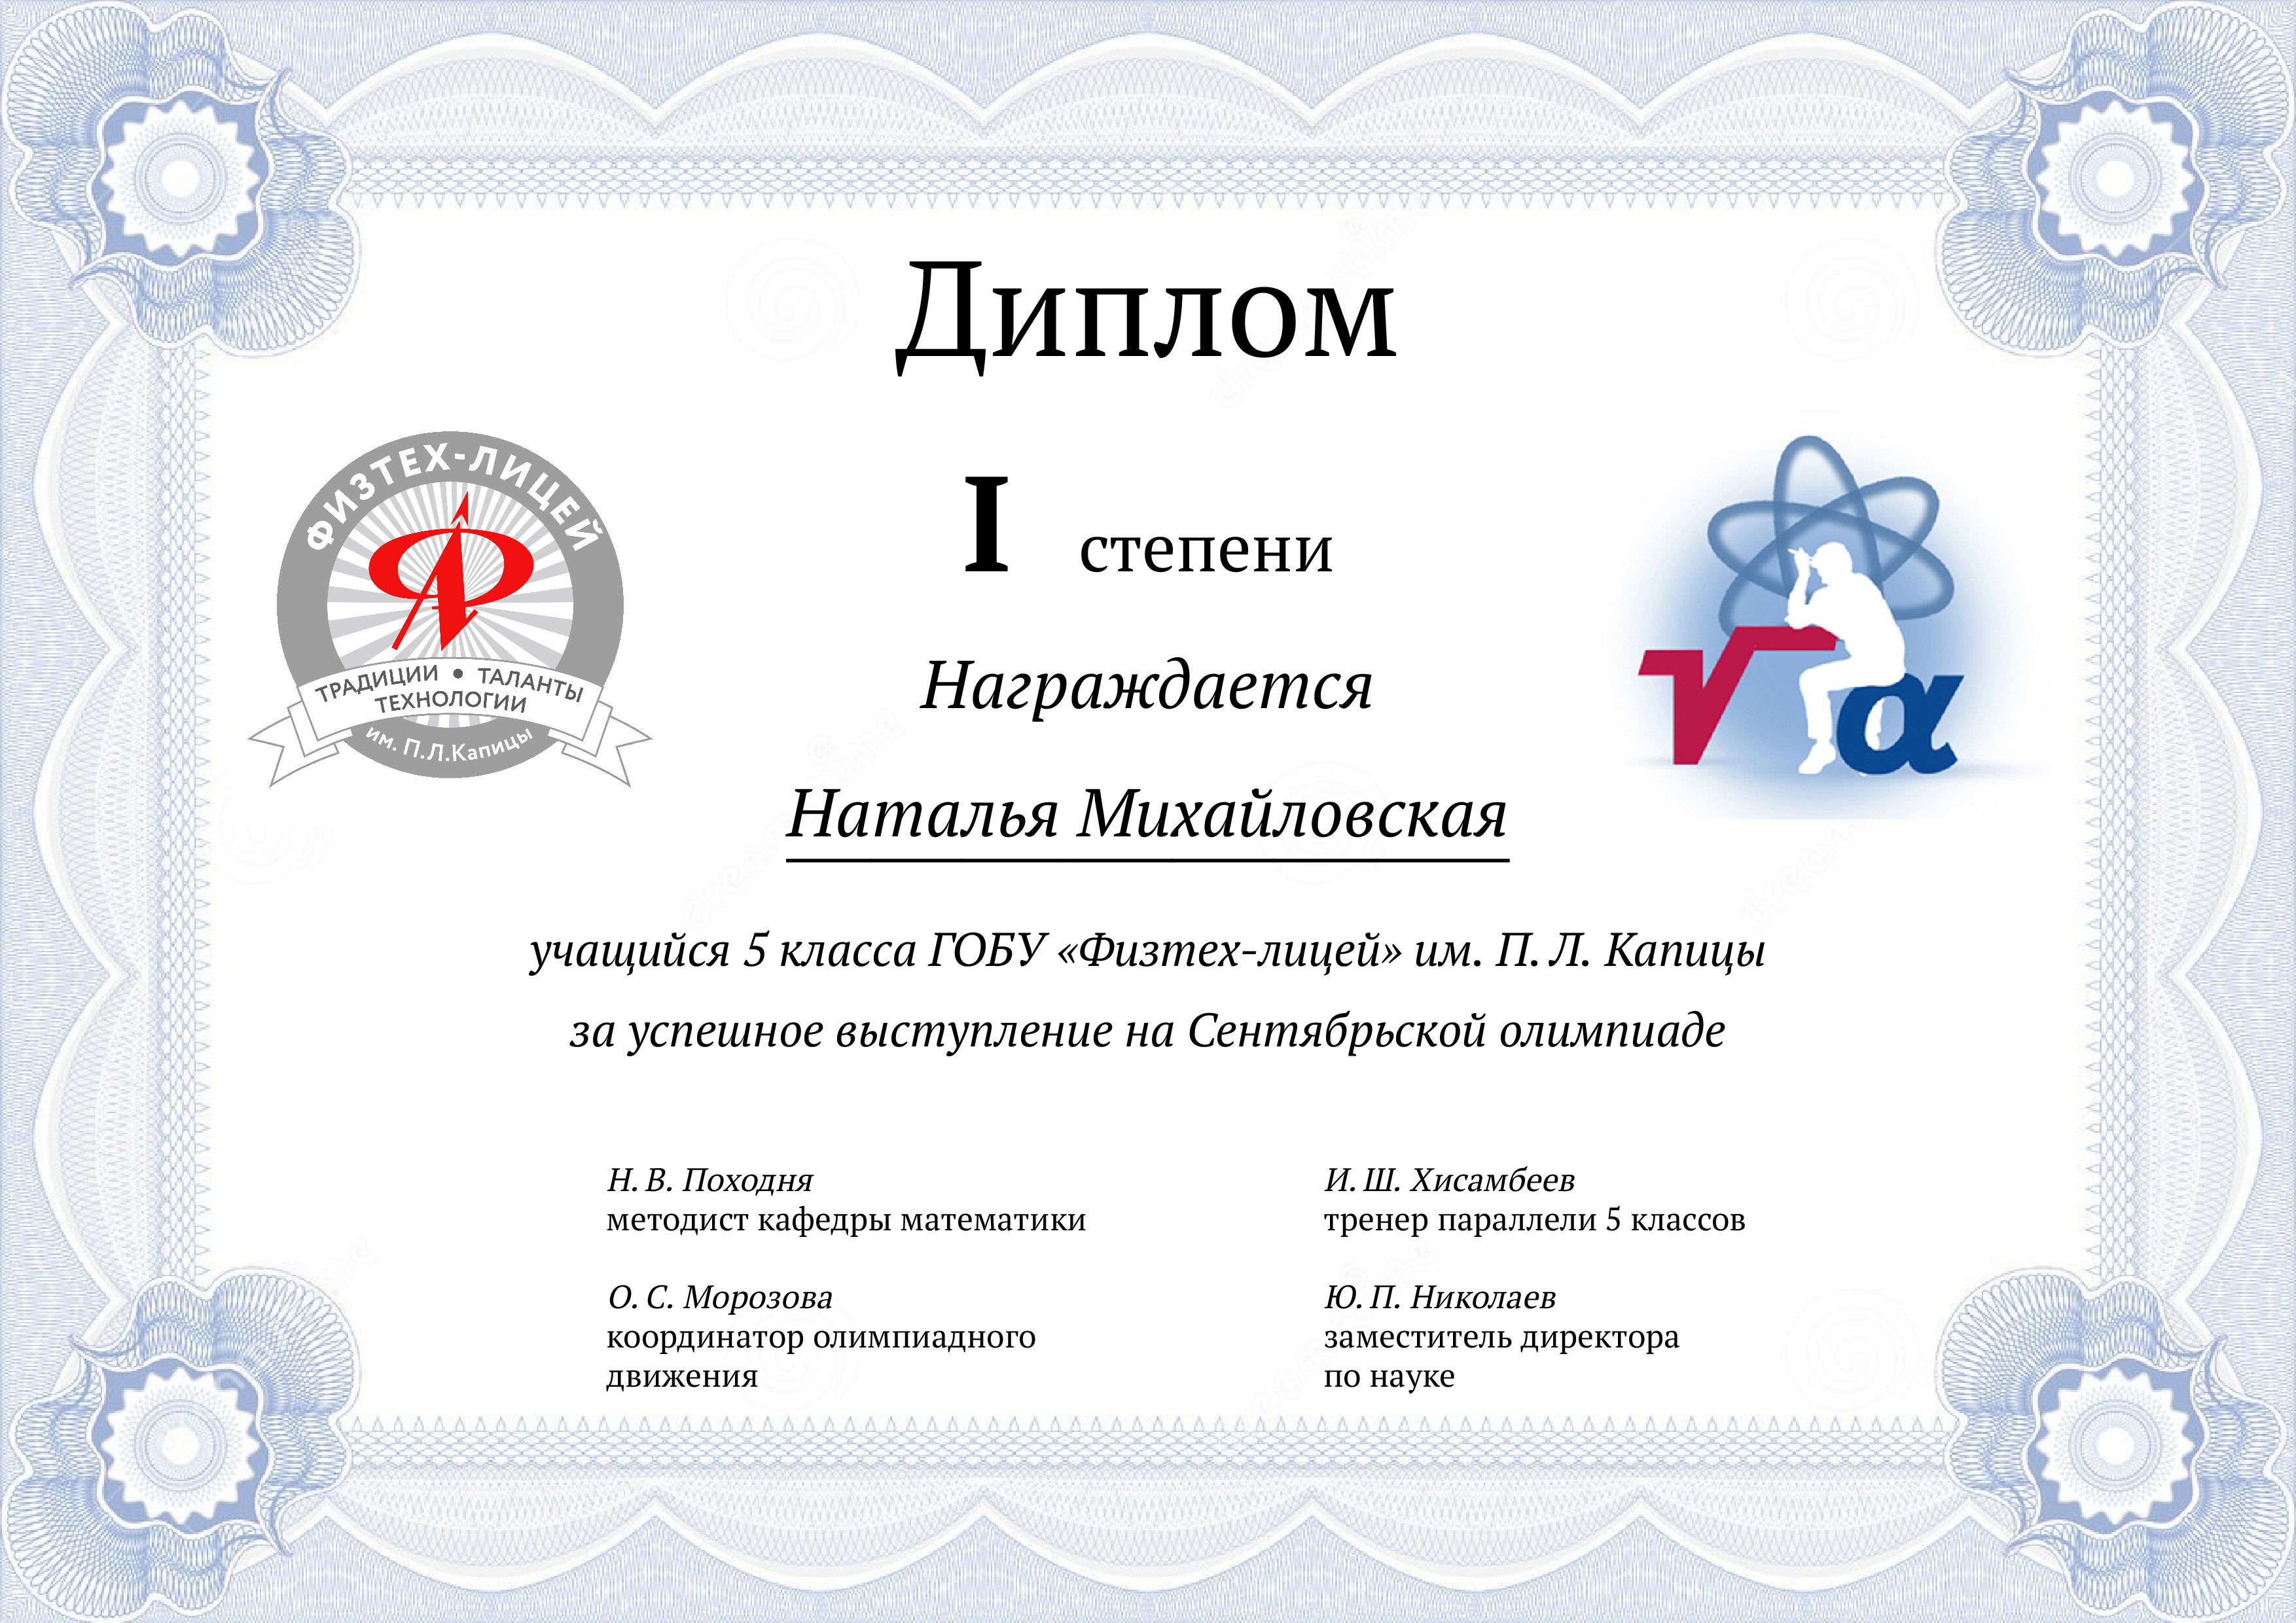 Диплом
I степени
ФИЗТЕХ-ЛИЦЕЙ
ТРАДИЦИИ • ТАЛАНТЫ
ТЕХНОЛОГИИ
им. П.Л.Капицы
√α
Награждается
Наталья Михайловская
учащийся 5 класса ГОБУ «Физтех-лицей» им. П. Л. Капицы
за успешное выступление на Сентябрьской олимпиаде
Н. В. Походня
методист кафедры математики
И. Ш. Хисамбеев
тренер параллели 5 классов
О. С. Морозова
координатор олимпиадного
движения
Ю. П. Николаев
заместитель директора
по науке